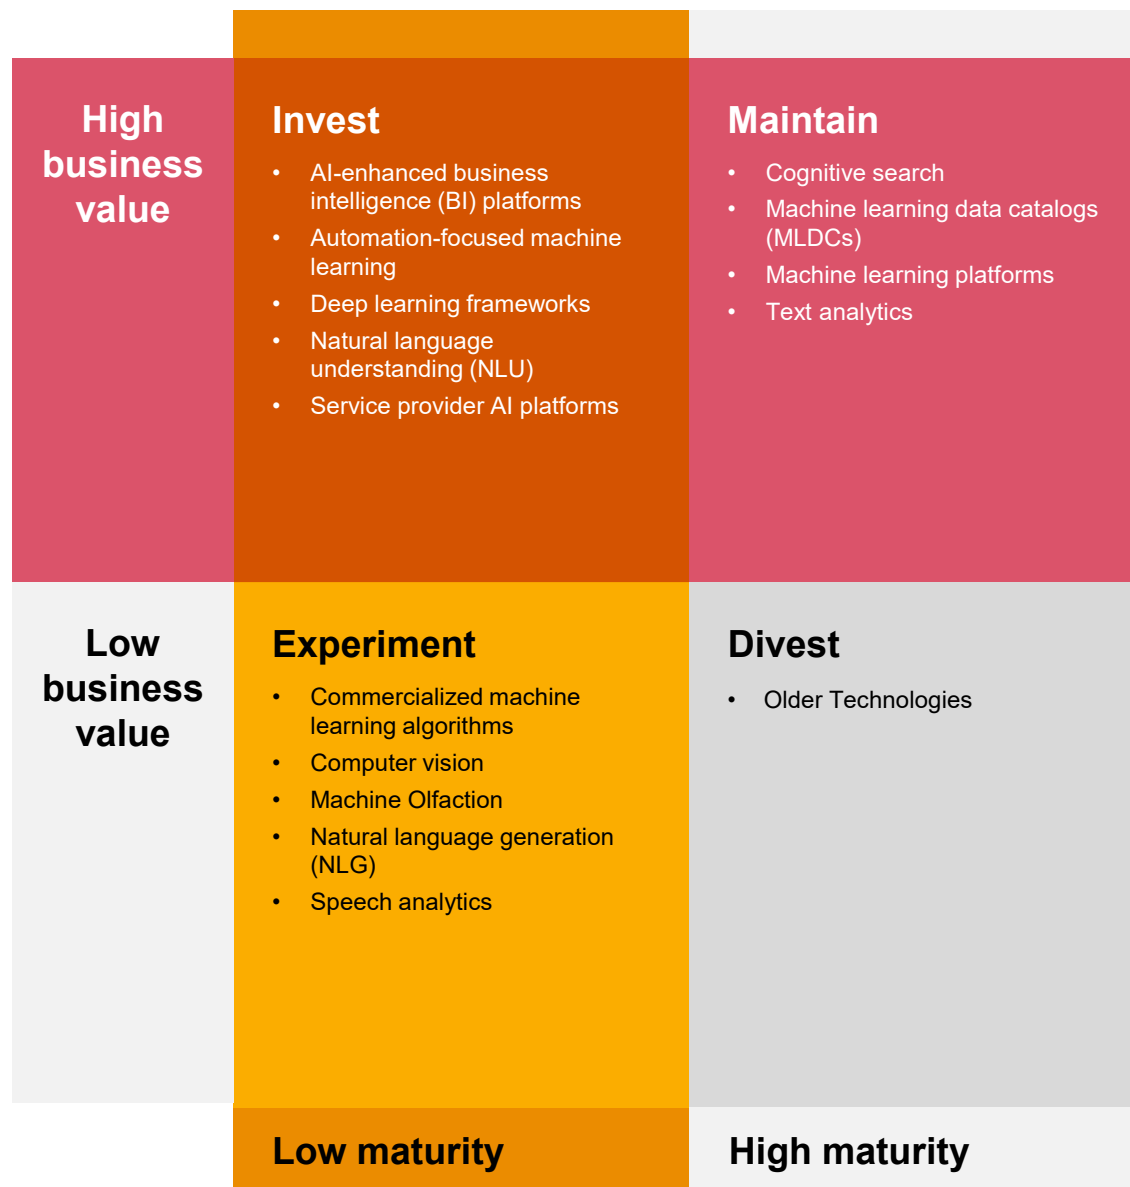 High
business
value
Invest
• AI-enhanced business
intelligence (BI) platforms
• Automation-focused machine
learning
• Deep learning frameworks
• Natural language
understanding (NLU)
• Service provider AI platforms
Maintain
• Cognitive search
• Machine learning data catalogs
(MLDCs)
• Machine learning platforms
• Text analytics
Low
business
value
Experiment
• Commercialized machine
learning algorithms
• Computer vision
• Machine Olfaction
• Natural language generation
(NLG)
• Speech analytics
Divest
• Older Technologies
Low maturity
High maturity